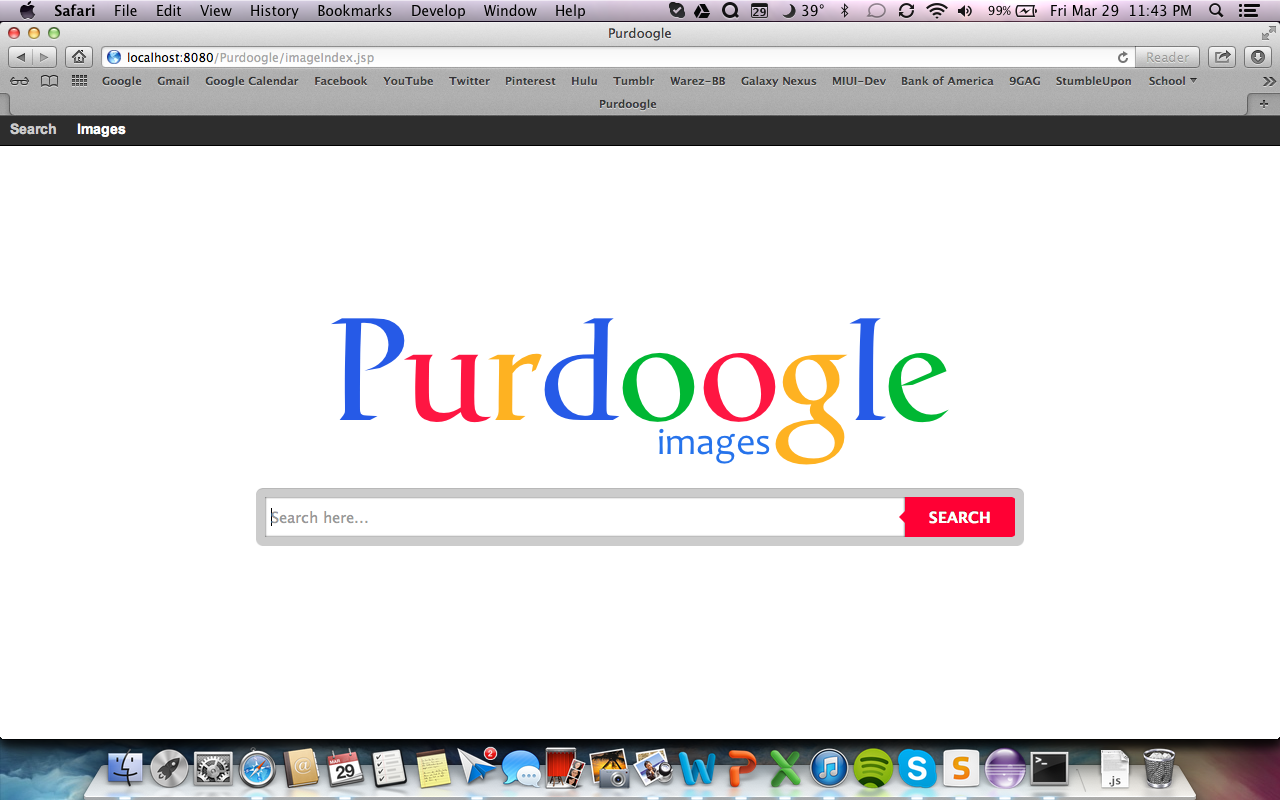 Safari File Edit View History Bookmarks Develop Window Help 29 39° 99% Fri Mar 29 11:43 PM
Purdoogle
localhost:8080/Purdoogle/imageIndex.jsp Reader
Google Gmail Google Calendar Facebook YouTube Twitter Pinterest Hulu Tumblr Warez-BB Galaxy Nexus MIUI-Dev Bank of America 9GAG StumbleUpon School
Purdoogle
Search Images
Purdoogle
images
Search here... SEARCH
MAR 29 2 W P X S S >_ .js